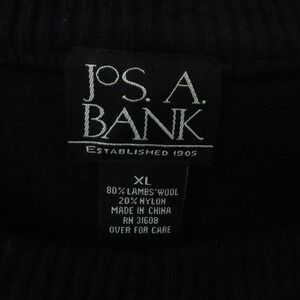 JOS. A.
BANK
ESTABLISHED 1905
XL
80% LAMBS' WOOL
20% NYLON
MADE IN CHINA
RN 31608
OVER FOR CARE